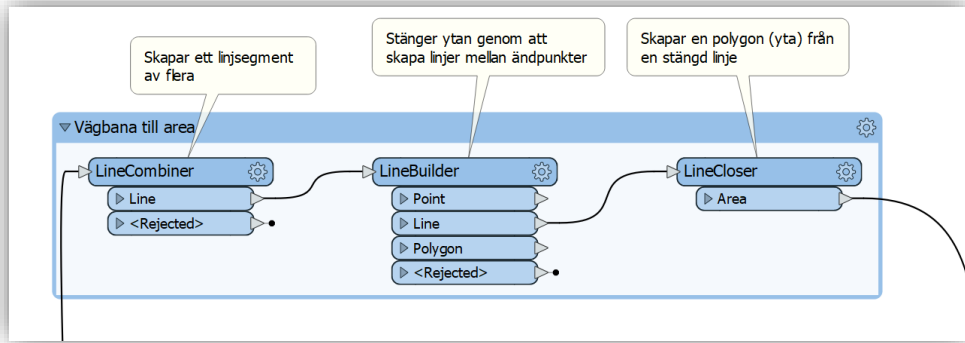 Skapar ett linjsegment
av flera
Stänger ytan genom att
skapa linjer mellan ändpunkter
Skapar en polygon (yta) från
en stängd linje
Vägbana till area
LineCombiner
Line
<Rejected>
LineBuilder
Point
Line
Polygon
<Rejected>
LineCloser
Area